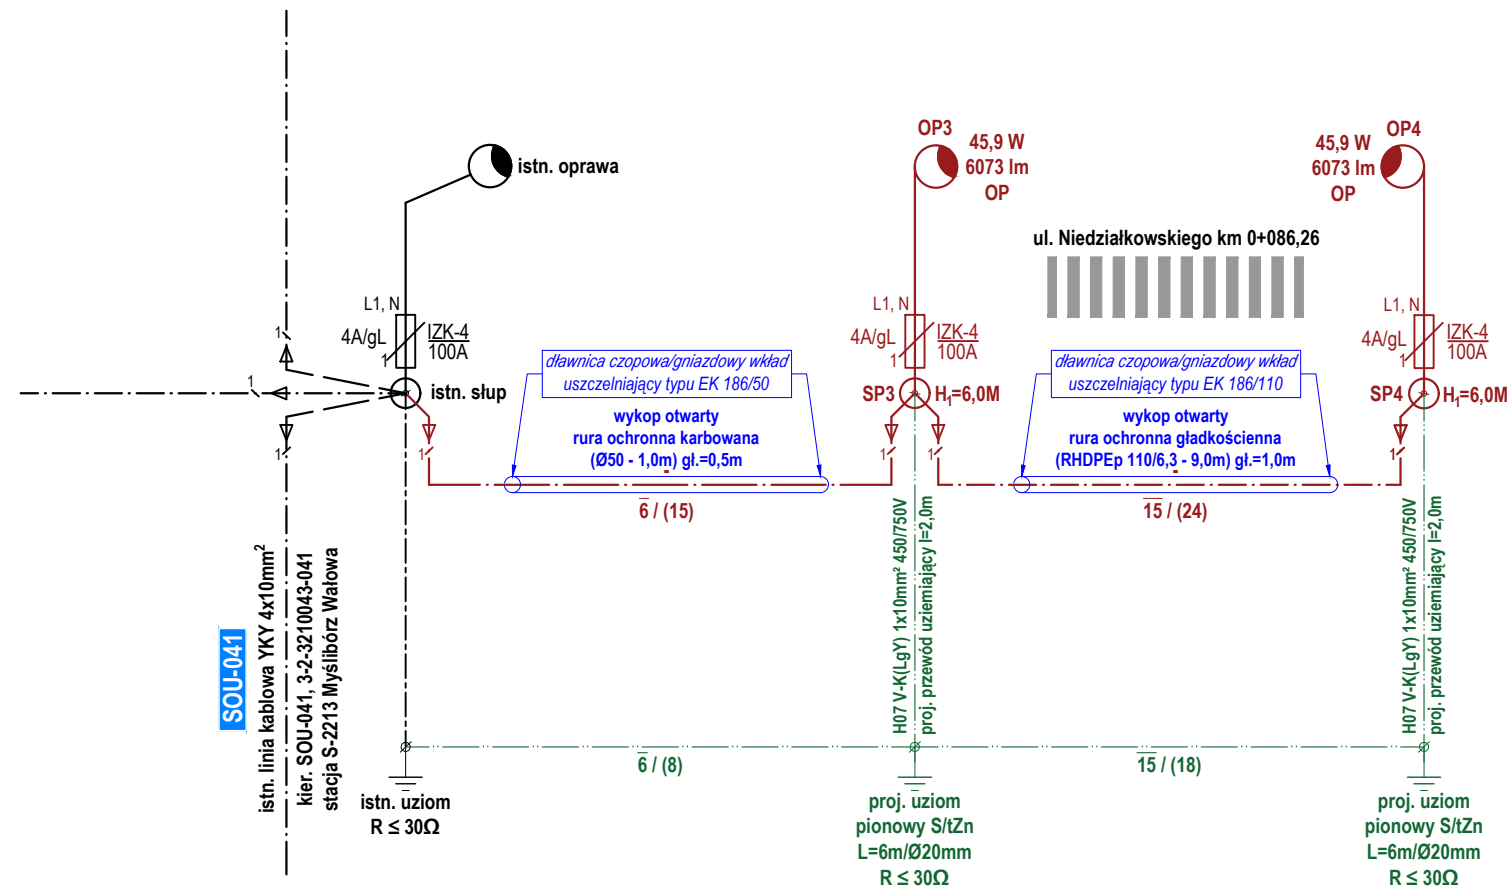 istn. oprawa
L1, N
4A/gL
1
IZK-4
100A
istn. słup
1
1
1
1
SOU-041
istn. linia kablowa YKY 4x10mm²
kier. SOU-041, 3-2-3210043-041
stacja S-2213 Myślibórz Wałowa
istn. uziom
R ≤ 30Ω
dławnica czopowa/gniazdowy wkład
uszczelniający typu EK 186/50
wykop otwarty
rura ochronna karbowana
(Ø50 - 1,0m) gł.=0,5m
6 / (15)
6 / (8)
OP3
45,9 W
6073 lm
OP
L1, N
4A/gL
1
IZK-4
100A
SP3
H₁=6,0M
1
1
H07 V-K(LgY) 1x10mm² 450/750V
proj. przewód uziemiający l=2,0m
proj. uziom
pionowy S/tZn
L=6m/Ø20mm
R ≤ 30Ω
ul. Niedziałkowskiego km 0+086,26
dławnica czopowa/gniazdowy wkład
uszczelniający typu EK 186/110
wykop otwarty
rura ochronna gładkościenna
(RHDPEp 110/6,3 - 9,0m) gł.=1,0m
15 / (24)
15 / (18)
OP4
45,9 W
6073 lm
OP
L1, N
4A/gL
1
IZK-4
100A
SP4
H₁=6,0M
1
H07 V-K(LgY) 1x10mm² 450/750V
proj. przewód uziemiający l=2,0m
proj. uziom
pionowy S/tZn
L=6m/Ø20mm
R ≤ 30Ω